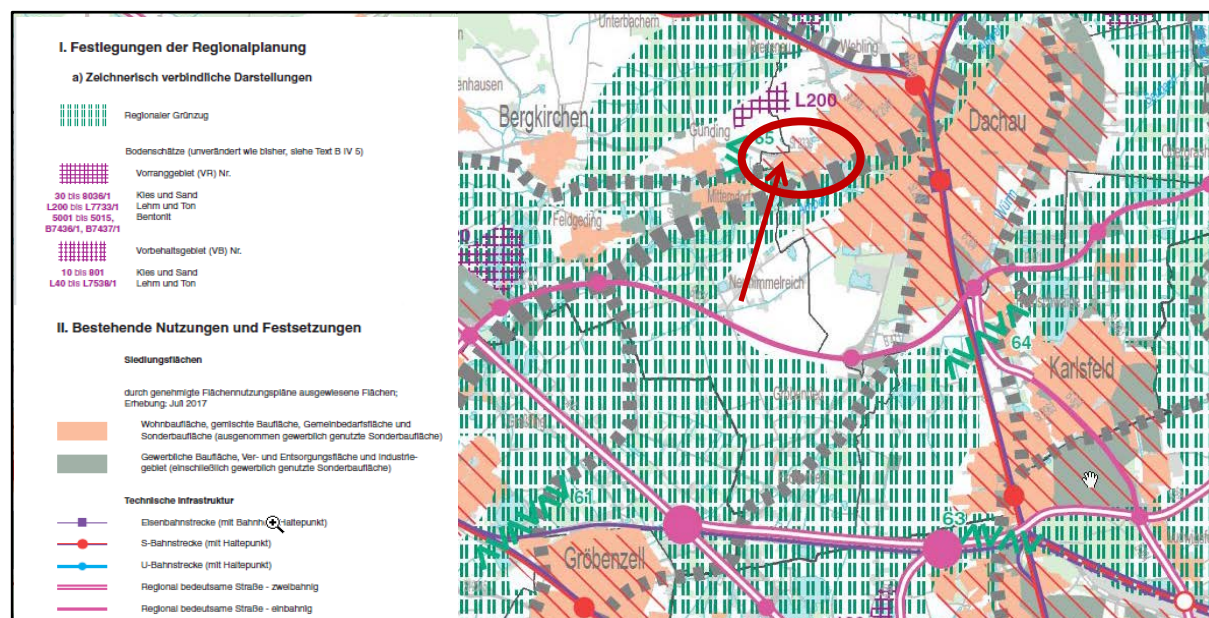 I. Festlegungen der Regionalplanung
a) Zeichnerisch verbindliche Darstellungen
Regionaler Grünzug
Bodenschätze (unverändert wie bisher, siehe Text B IV 5)
Vorranggebiet (VR) Nr.
30 bis 8036/1 Kies und Sand
L200 bis L7733/1 Lehm und Ton
5001 bis 5015, Bentonit
B7436/1, B7437/1
Vorbehaltsgebiet (VB) Nr.
10 bis 801 Kies und Sand
L40 bis L7538/1 Lehm und Ton
II. Bestehende Nutzungen und Festsetzungen
Siedlungsflächen
durch genehmigte Flächennutzungspläne ausgewiesene Flächen;
Erhebung: Juli 2017
Wohnbaufläche, gemischte Baufläche, Gemeinbedarfsfläche und
Sonderbaufläche (ausgenommen gewerblich genutzte Sonderbaufläche)
Gewerbliche Baufläche, Ver- und Entsorgungsfläche und Industrie-
gebiet (einschließlich gewerblich genutzte Sonderbaufläche)
Technische Infrastruktur
Eisenbahnstrecke (mit Bahnhof/Haltepunkt)
S-Bahnstrecke (mit Haltepunkt)
U-Bahnstrecke (mit Haltepunkt)
Regional bedeutsame Straße - zweibahnig
Regional bedeutsame Straße - einbahnig
Unterbachern
Webling
L200
Bergkirchen
Günding
65
Dachau
Mitterndorf
Feldgeding
Würm
64
Karlsfeld
61
63
Gröbenzell